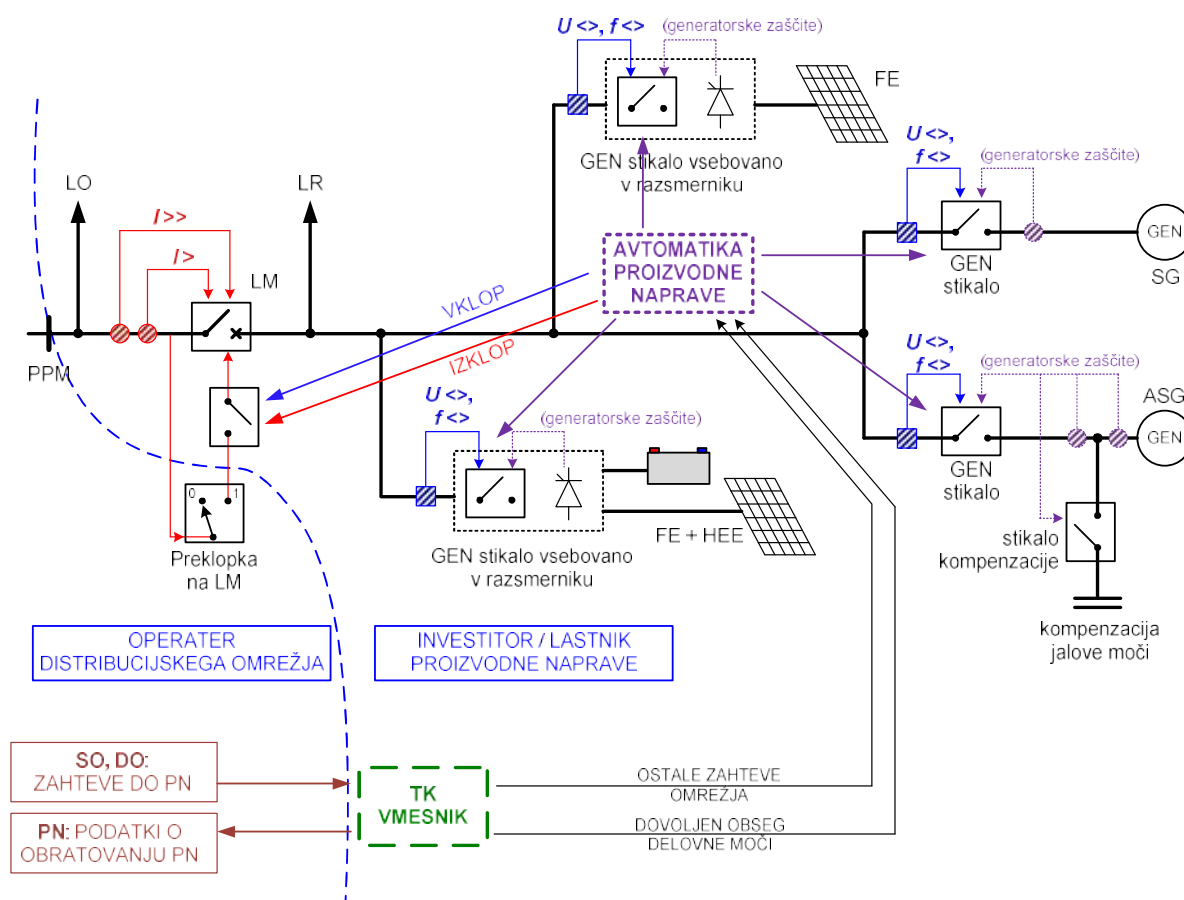 U <>, f <>
(generatorske zaščite)
FE
GEN stikalo vsebovano
v razsmerniku
U <>,
f <>
(generatorske zaščite)
GEN
SG
GEN
stikalo
LO
LR
I >>
I >
LM
PPM
AVTOMATIKA
PROIZVODNE
NAPRAVE
VKLOP
IZKLOP
U <>,
f <>
(generatorske zaščite)
ASG
GEN
GEN
stikalo
U <>,
f <>
(generatorske zaščite)
0 1
Preklopka
na LM
FE + HEE
GEN stikalo vsebovano
v razsmerniku
stikalo
kompenzacije
kompenzacija
jalove moči
OPERATER
DISTRIBUCIJSKEGA OMREŽJA
INVESTITOR / LASTNIK
PROIZVODNE NAPRAVE
SO, DO:
ZAHTEVE DO PN
PN: PODATKI O
OBRATOVANJU PN
TK
VMESNIK
OSTALE ZAHTEVE
OMREŽJA
DOVOLJEN OBSEG
DELOVNE MOČI